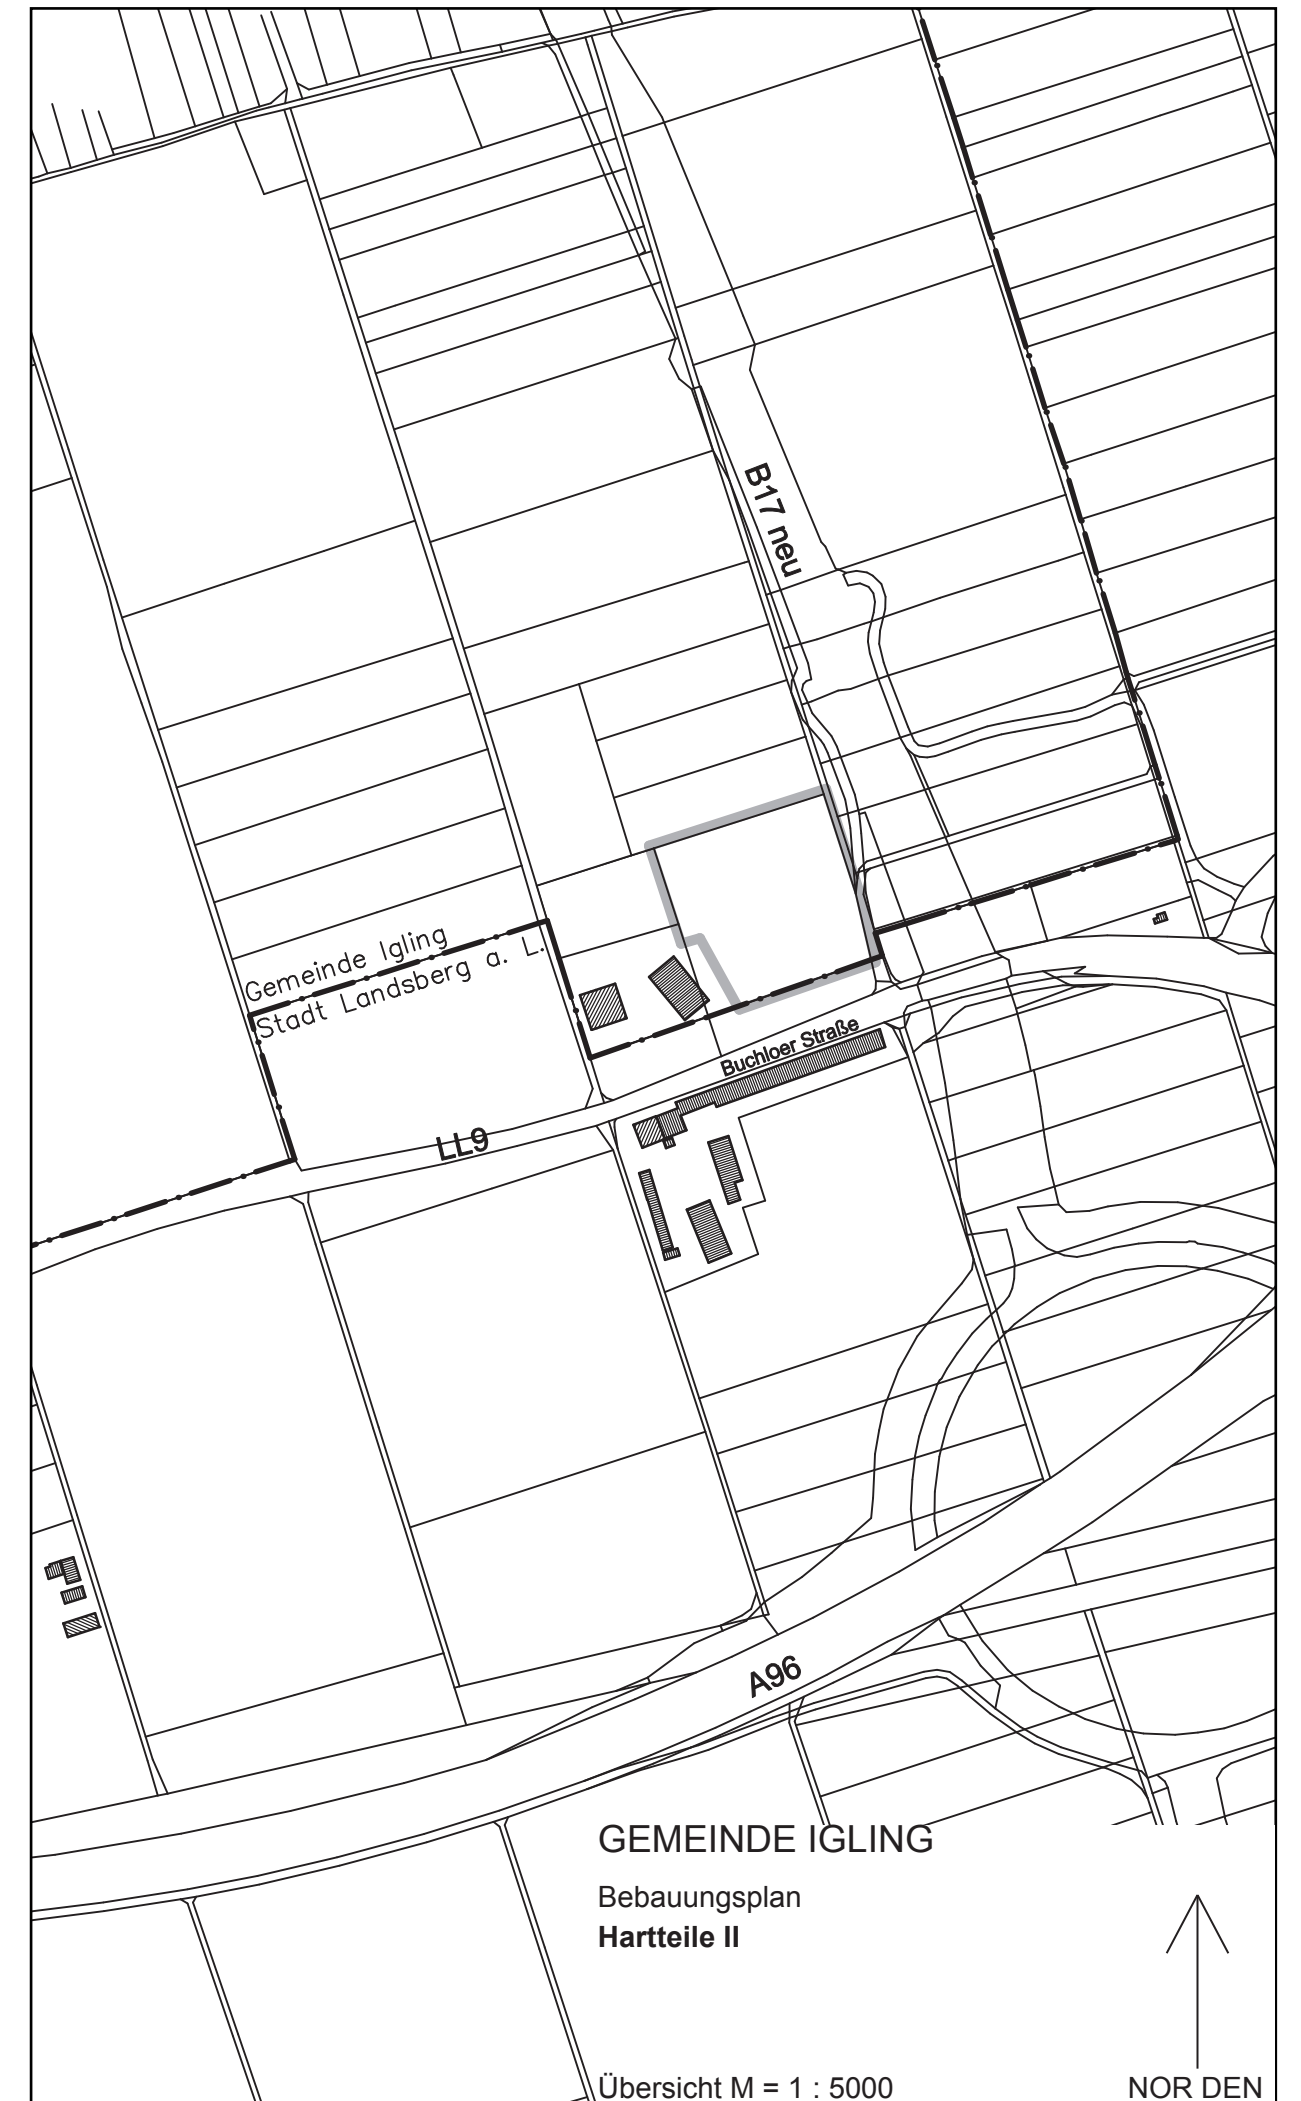 B17 neu
Gemeinde Igling
Stadt Landsberg a. L.
Buchloer Straße
LL9
A96
GEMEINDE IGLING
Bebauungsplan
Hartteile II
Übersicht M = 1 : 5000
NOR DEN